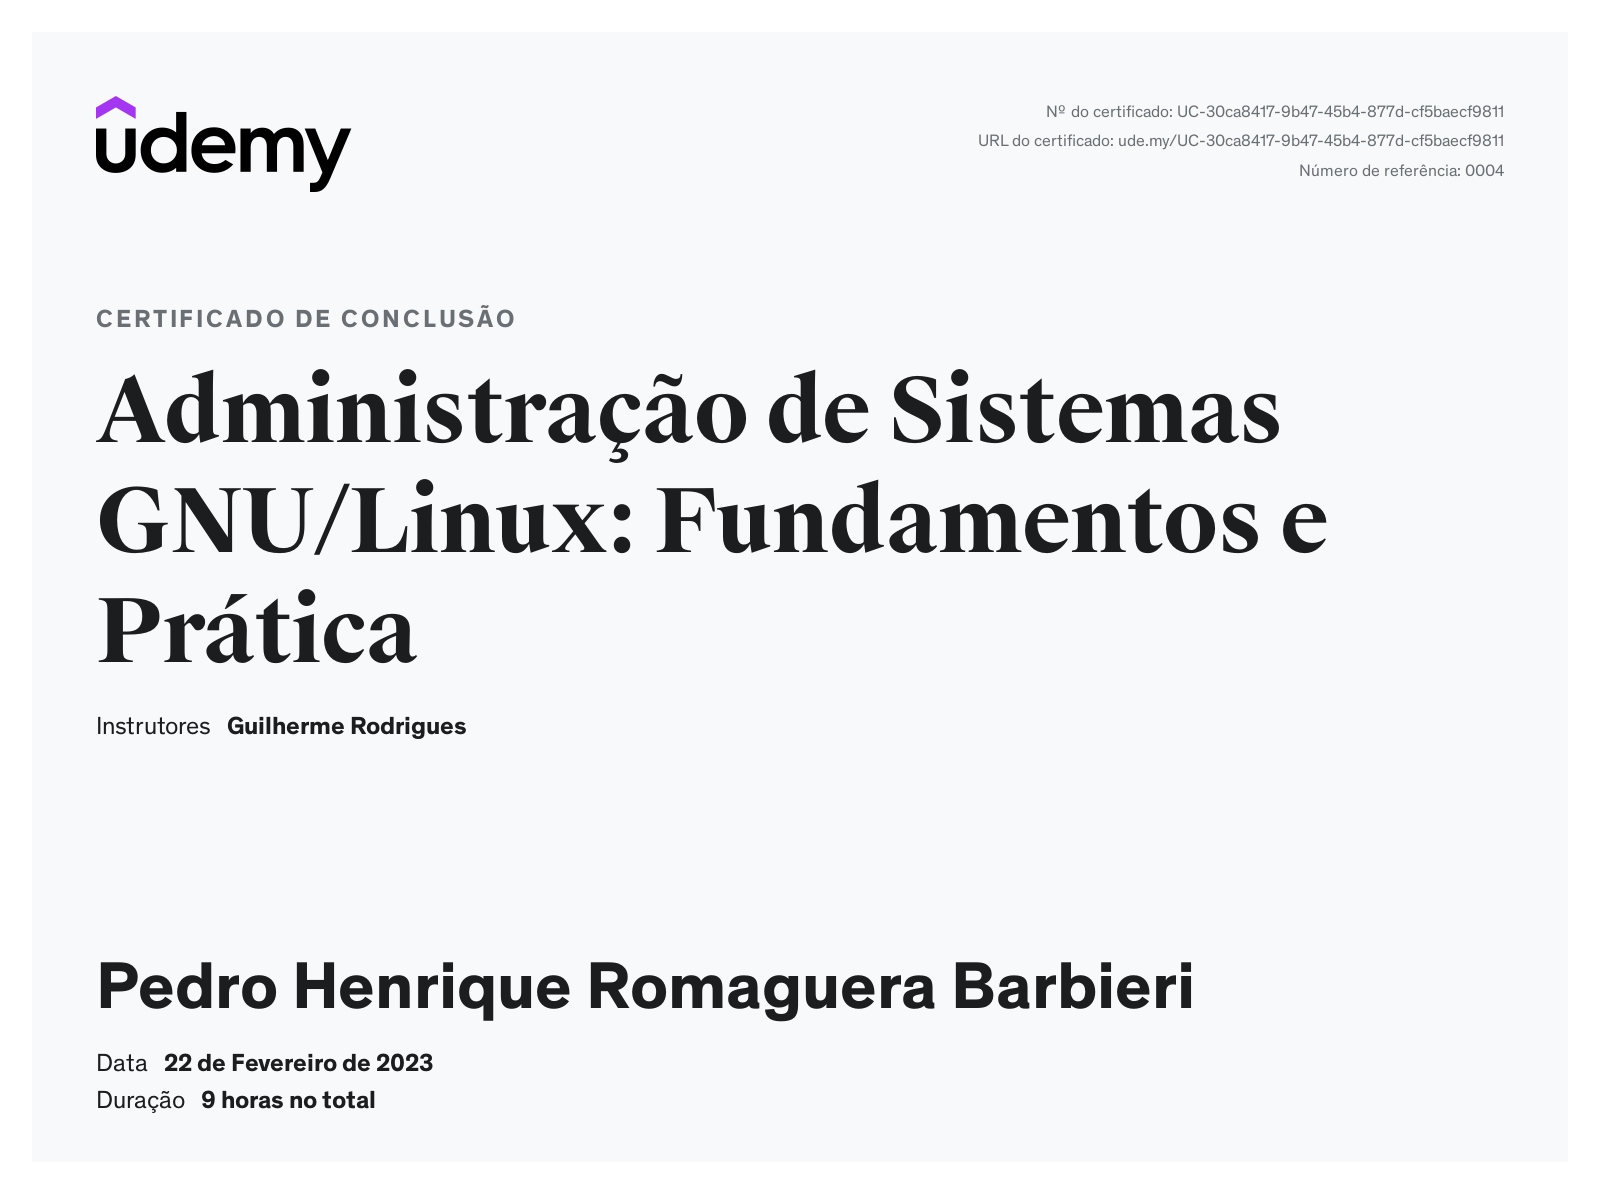 udemy
Nº do certificado: UC-30ca8417-9b47-45b4-877d-cf5baecf9811
URL do certificado: ude.my/UC-30ca8417-9b47-45b4-877d-cf5baecf9811
Número de referência: 0004
CERTIFICADO DE CONCLUSÃO
Administração de Sistemas
GNU/Linux: Fundamentos e
Prática
Instrutores Guilherme Rodrigues
Pedro Henrique Romaguera Barbieri
Data 22 de Fevereiro de 2023
Duração 9 horas no total